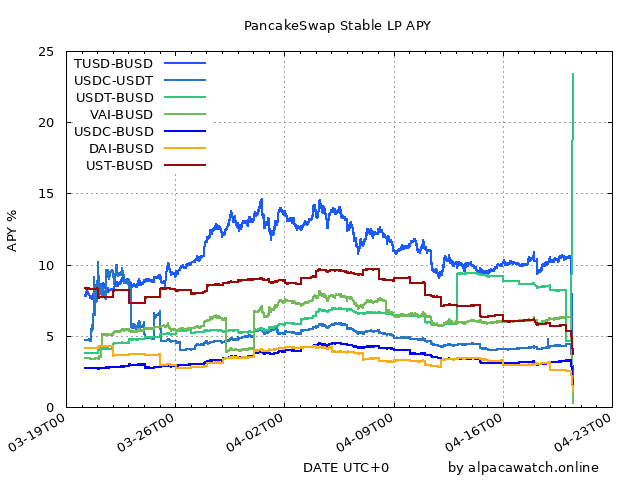 PancakeSwap Stable LP APY
25
20
15
10
5
0
APY %
TUSD-BUSD
USDC-USDT
USDT-BUSD
VAI-BUSD
USDC-BUSD
DAI-BUSD
UST-BUSD
03-19T00
03-26T00
04-02T00
04-09T00
04-16T00
04-23T00
DATE UTC+0
by alpacawatch.online